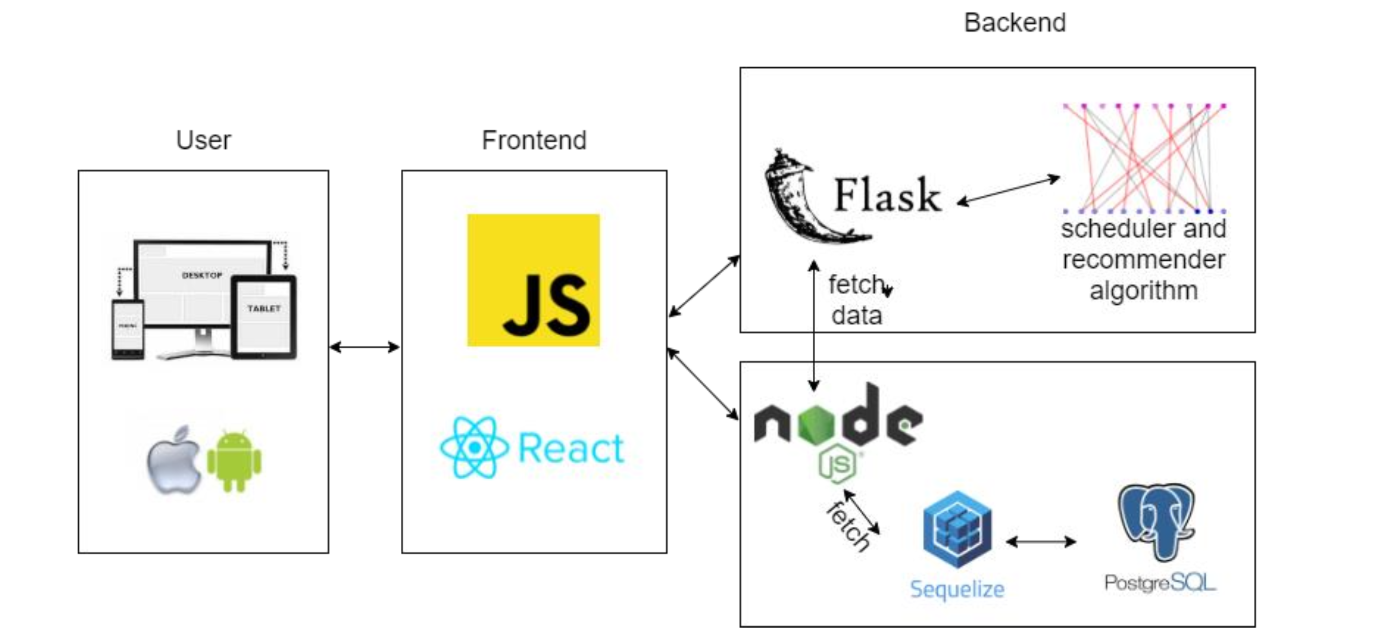 Backend
User
Frontend
DESKTOP
TABLET
JS
React
Flask
scheduler and
recommender
algorithm
fetch
data
node
JS
fetch
Sequelize
PostgreSQL